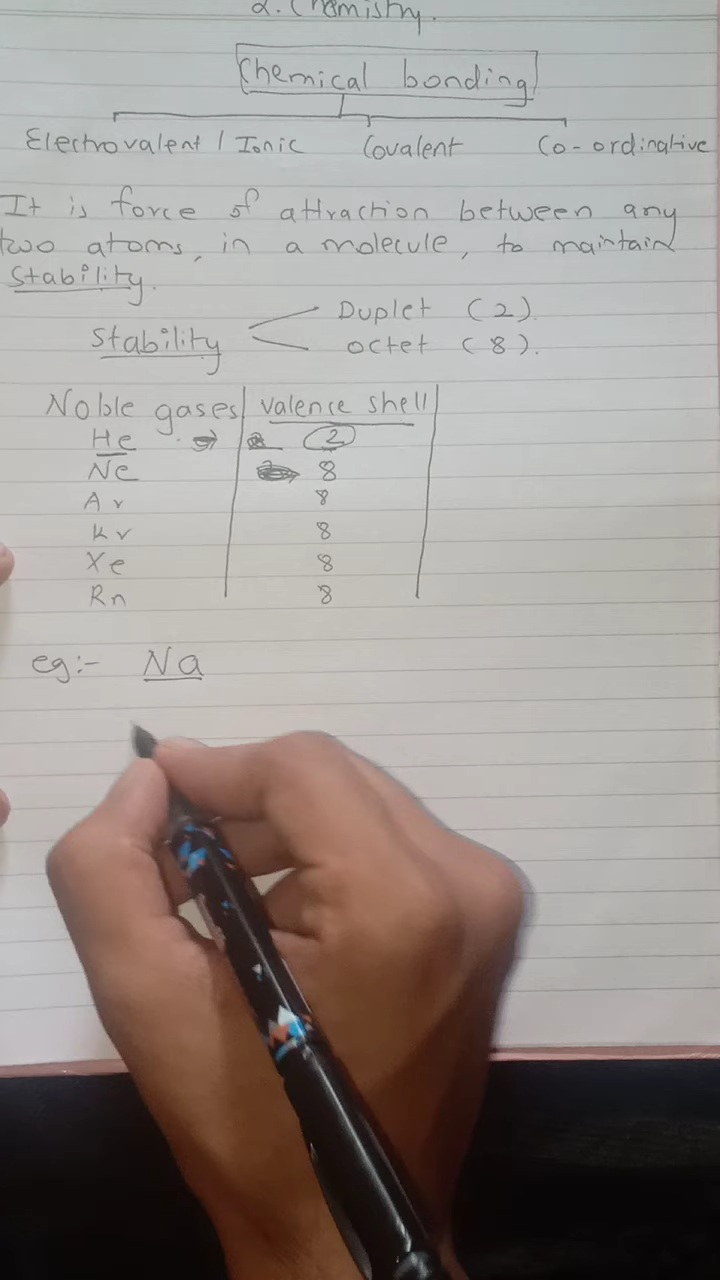 2. Chemistry.
Chemical bonding
Electrovalent / Ionic Covalent Co-ordinative
It is force of attraction between any
two atoms, in a molecule, to maintain
stability.
Stability Duplet (2).
octet (8).
Noble gases valence shell
He 2
Ne 8
Ar 8
Kr 8
Xe 8
Rn 8
eg:- Na